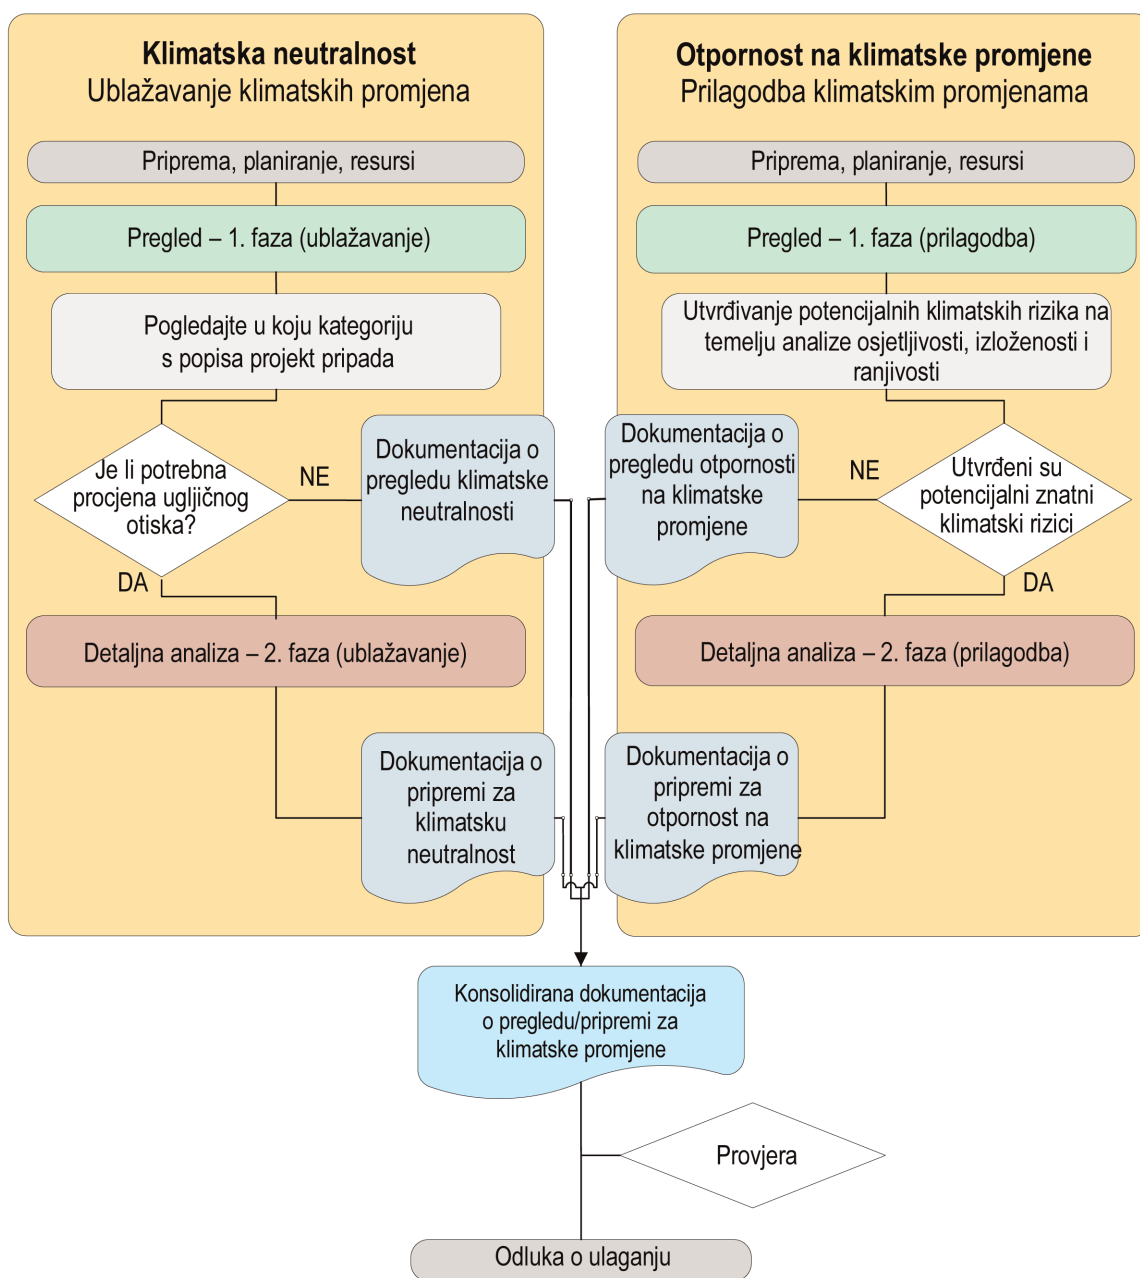 Klimatska neutralnost
Ublažavanje klimatskih promjena
Priprema, planiranje, resursi
Pregled – 1. faza (ublažavanje)
Pogledajte u koju kategoriju
s popisa projekt pripada
Je li potrebna
procjena ugljičnog
otiska?
NE
Dokumentacija o
pregledu klimatske
neutralnosti
DA
Detaljna analiza – 2. faza (ublažavanje)
Dokumentacija o
pripremi za
klimatsku
neutralnost
Otpornost na klimatske promjene
Prilagodba klimatskim promjenama
Priprema, planiranje, resursi
Pregled – 1. faza (prilagodba)
Utvrđivanje potencijalnih klimatskih rizika na
temelju analize osjetljivosti, izloženosti i
ranjivosti
Dokumentacija o
pregledu otpornosti
na klimatske
promjene
NE
Utvrđeni su
potencijalni znatni
klimatski rizici
DA
Detaljna analiza – 2. faza (prilagodba)
Dokumentacija o
pripremi za
otpornost na
klimatske promjene
Konsolidirana dokumentacija
o pregledu/pripremi za
klimatske promjene
Provjera
Odluka o ulaganju